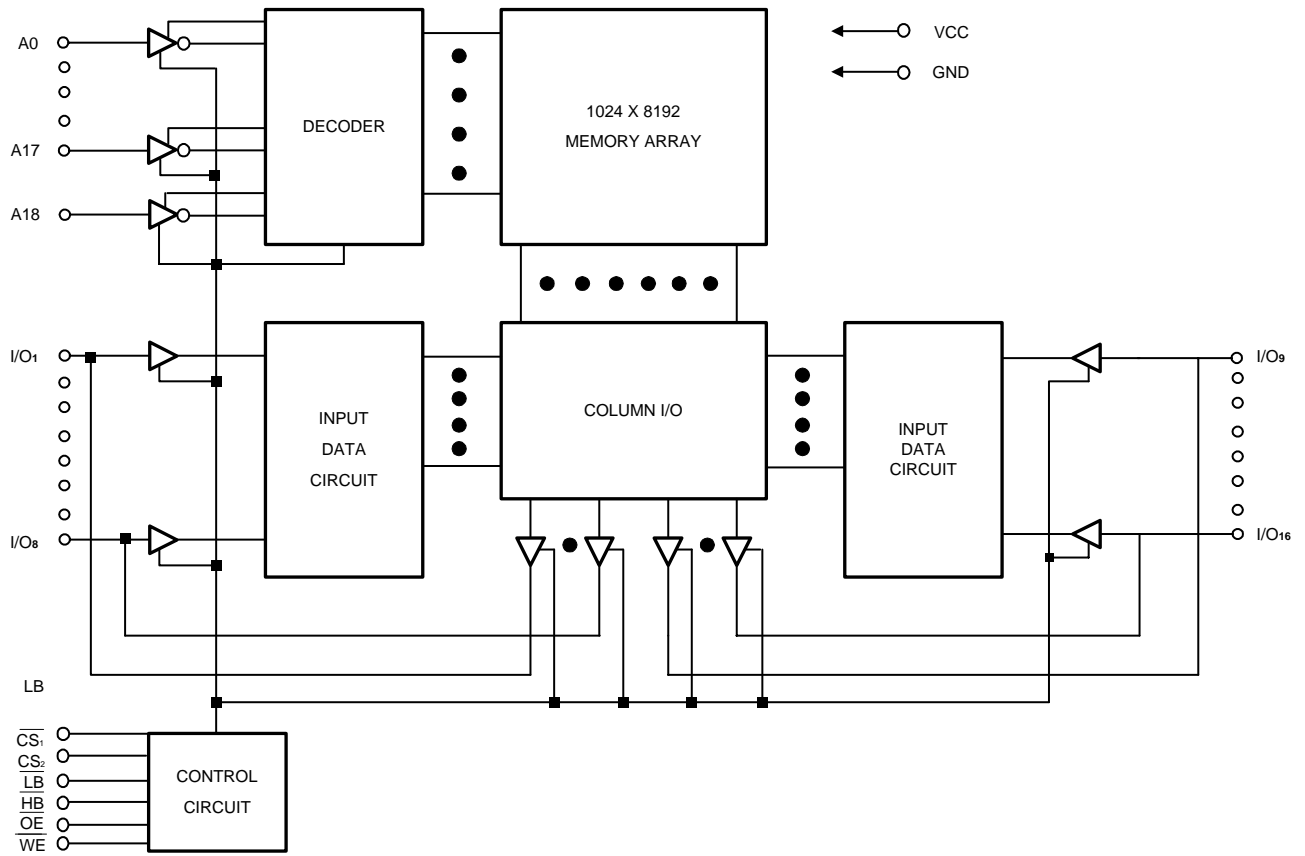 A0
VCC
GND
1024 X 8192
MEMORY ARRAY
DECODER
A17
A18
I/O1
I/O9
COLUMN I/O
INPUT
DATA
CIRCUIT
INPUT
DATA
CIRCUIT
I/O8
I/O16
LB
CS1
CS2
LB
HB
OE
WE
CONTROL
CIRCUIT